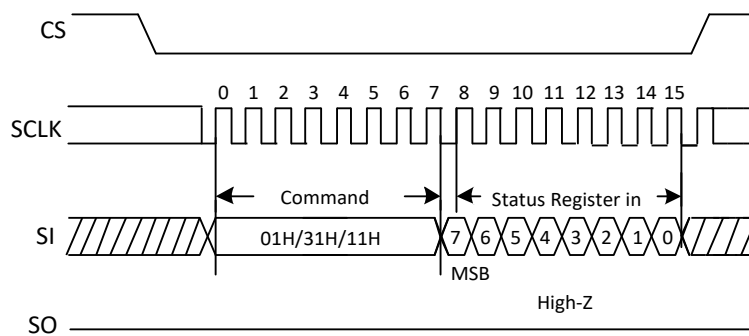 CS
0 1 2 3 4 5 6 7 8 9 10 11 12 13 14 15
SCLK
Command Status Register in
SI 01H/31H/11H 7 6 5 4 3 2 1 0
MSB
High-Z
SO